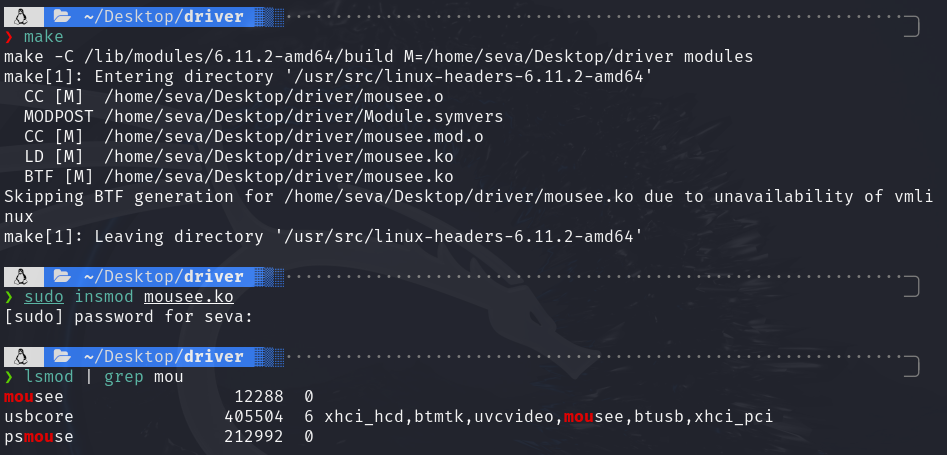 ~/Desktop/driver
❯ make
make -C /lib/modules/6.11.2-amd64/build M=/home/seva/Desktop/driver modules
make[1]: Entering directory '/usr/src/linux-headers-6.11.2-amd64'
  CC [M]  /home/seva/Desktop/driver/mousee.o
  MODPOST /home/seva/Desktop/driver/Module.symvers
  CC [M]  /home/seva/Desktop/driver/mousee.mod.o
  LD [M]  /home/seva/Desktop/driver/mousee.ko
  BTF [M] /home/seva/Desktop/driver/mousee.ko
Skipping BTF generation for /home/seva/Desktop/driver/mousee.ko due to unavailability of vmli
nux
make[1]: Leaving directory '/usr/src/linux-headers-6.11.2-amd64'
~/Desktop/driver
❯ sudo insmod mousee.ko
[sudo] password for seva:
~/Desktop/driver
❯ lsmod | grep mou
mousee                 12288  0
usbcore               405504  6 xhci_hcd,btmtk,uvcvideo,mousee,btusb,xhci_pci
psmouse               212992  0